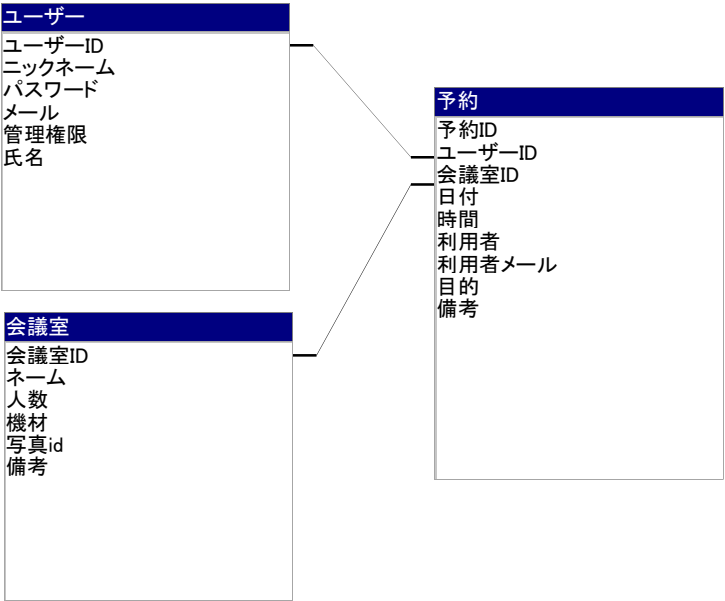 ユーザー
ユーザーID
ニックネーム
パスワード
メール
管理権限
氏名
予約
予約ID
ユーザーID
会議室ID
日付
時間
利用者
利用者メール
目的
備考
会議室
会議室ID
ネーム
人数
機材
写真id
備考